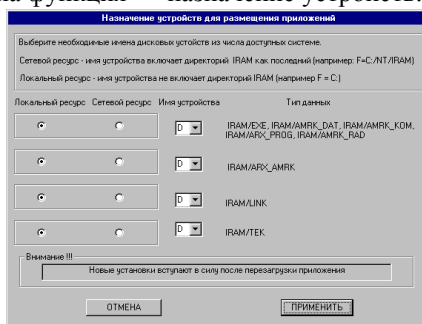 на функция — назначение устройств.
Назначение устройств для размещения приложений
Выберите необходимые имена дисковых устойств из числа доступных системе.
Сетевой ресурс - имя устройства включает директорий IRAM как последний (например: F=C:/NT/IRAM)
Локальный ресурс - имя устройства не включает директорий IRAM (например F = C:)
Локальный ресурс Сетевой ресурс Имя устройства Тип данных
D IRAM/EXE, IRAM/AMRK_DAT, IRAM/AMRK_KOM,
IRAM/ARX_PROG, IRAM/AMRK_RAD
D IRAM/ARX_AMRK
D IRAM/LINK
D IRAM/TEK
Внимание !!!
Новые установки вступают в силу после перезагрузки приложения
ОТМЕНА ПРИМЕНИТЬ